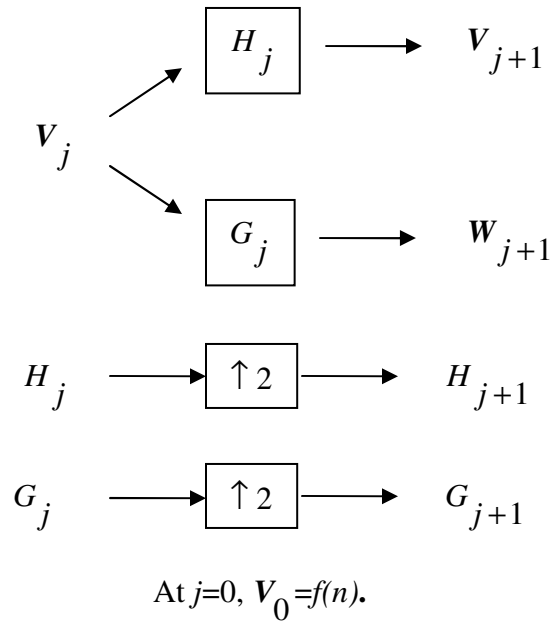 H_j V_{j+1}
V_j
G_j W_{j+1}
H_j ↑ 2 H_{j+1}
G_j ↑ 2 G_{j+1}
At j=0, V_0 =f(n).